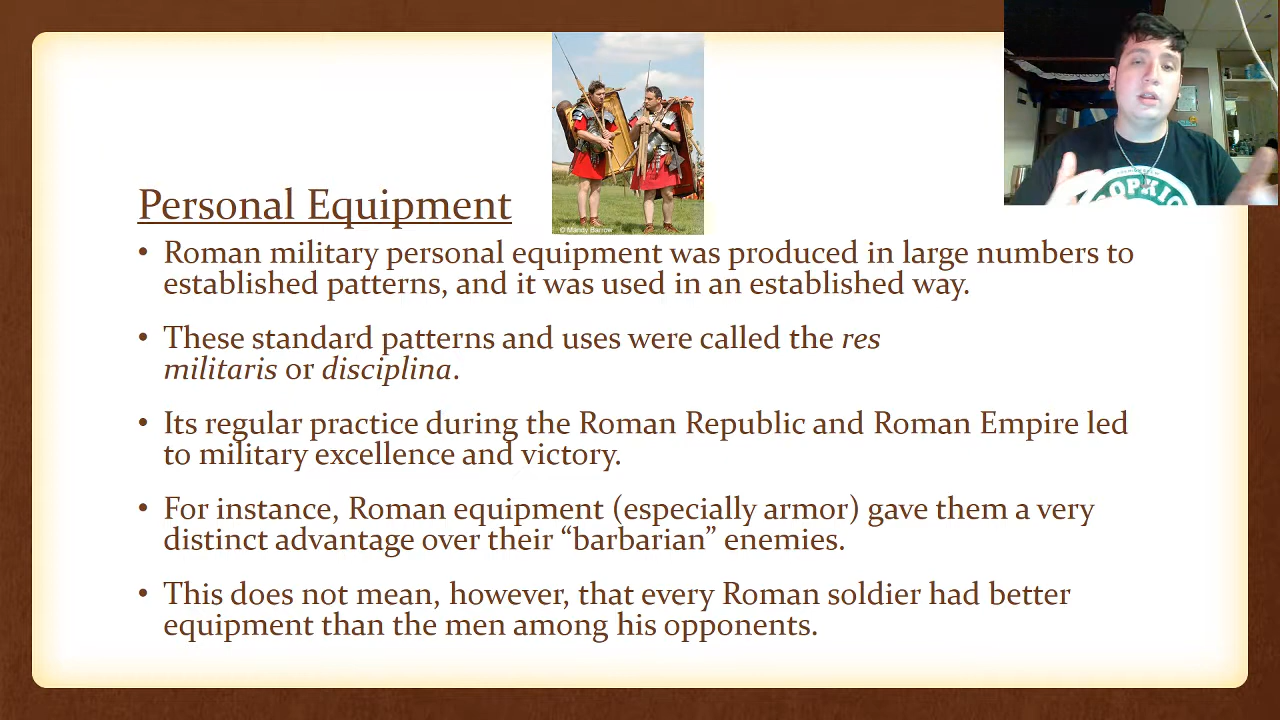 © Mandy Barrow
Personal Equipment
• Roman military personal equipment was produced in large numbers to
established patterns, and it was used in an established way.
• These standard patterns and uses were called the res
militaris or disciplina.
• Its regular practice during the Roman Republic and Roman Empire led
to military excellence and victory.
• For instance, Roman equipment (especially armor) gave them a very
distinct advantage over their “barbarian” enemies.
• This does not mean, however, that every Roman soldier had better
equipment than the men among his opponents.